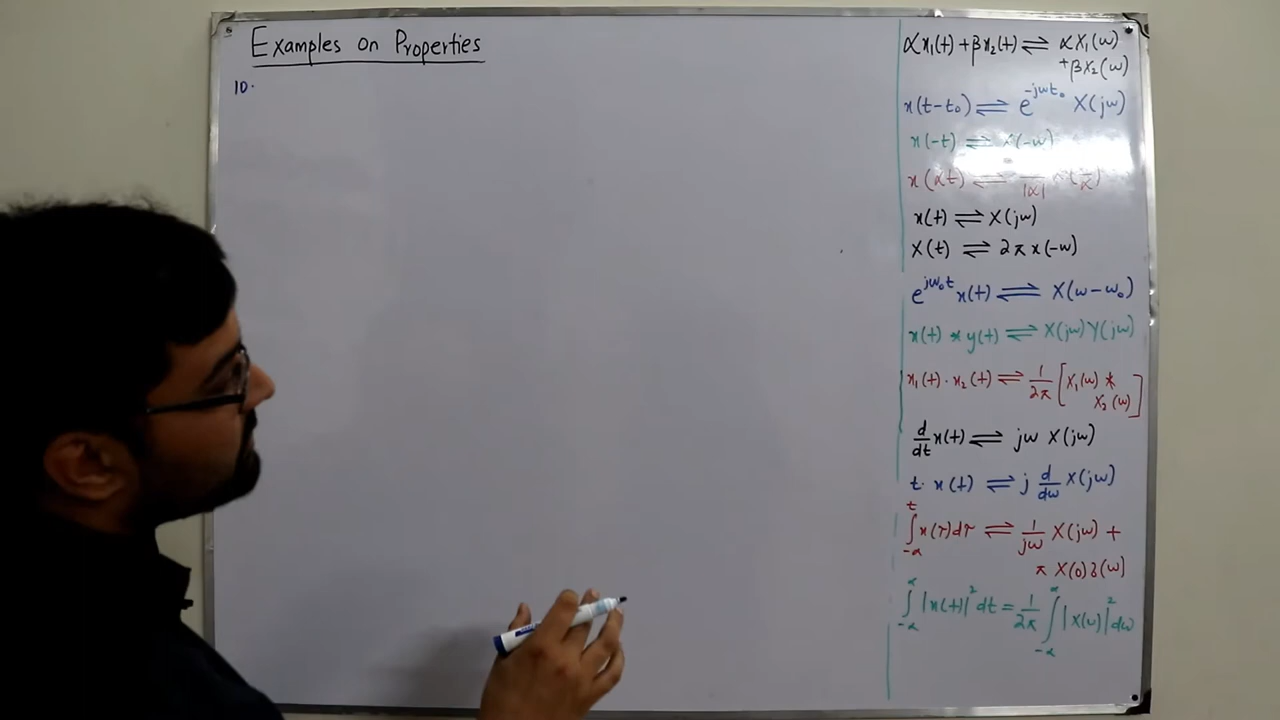 Examples on Properties
10.
αx₁(t) + βx₂(t) ⇌ αX₁(ω)
+βX₂(ω)
x(t-t₀) ⇌ e^{-jωt₀} X(jω)
x(-t) ⇌ X(-ω)
x(αt) ⇌ 1/|α|
x(t) ⇌ X(jω)
X(t) ⇌ 2π x(-ω)
e^{jω₀t} x(t) ⇌ X(ω-ω₀)
x(t) * y(t) ⇌ X(jω) Y(jω)
x₁(t) . x₂(t) ⇌ 1/2π [X₁(ω) *
X₂(ω)]
d/dt x(t) ⇌ jω X(jω)
t. x(t) ⇌ j d/dω X(jω)
∫_{-∞}^{t} x(τ)dτ ⇌ 1/jω X(jω) +
π X(0)δ(ω)
∫_{-∞}^{∞} |x(t)|² dt = 1/2π ∫_{-∞}^{∞} |X(ω)|² dω